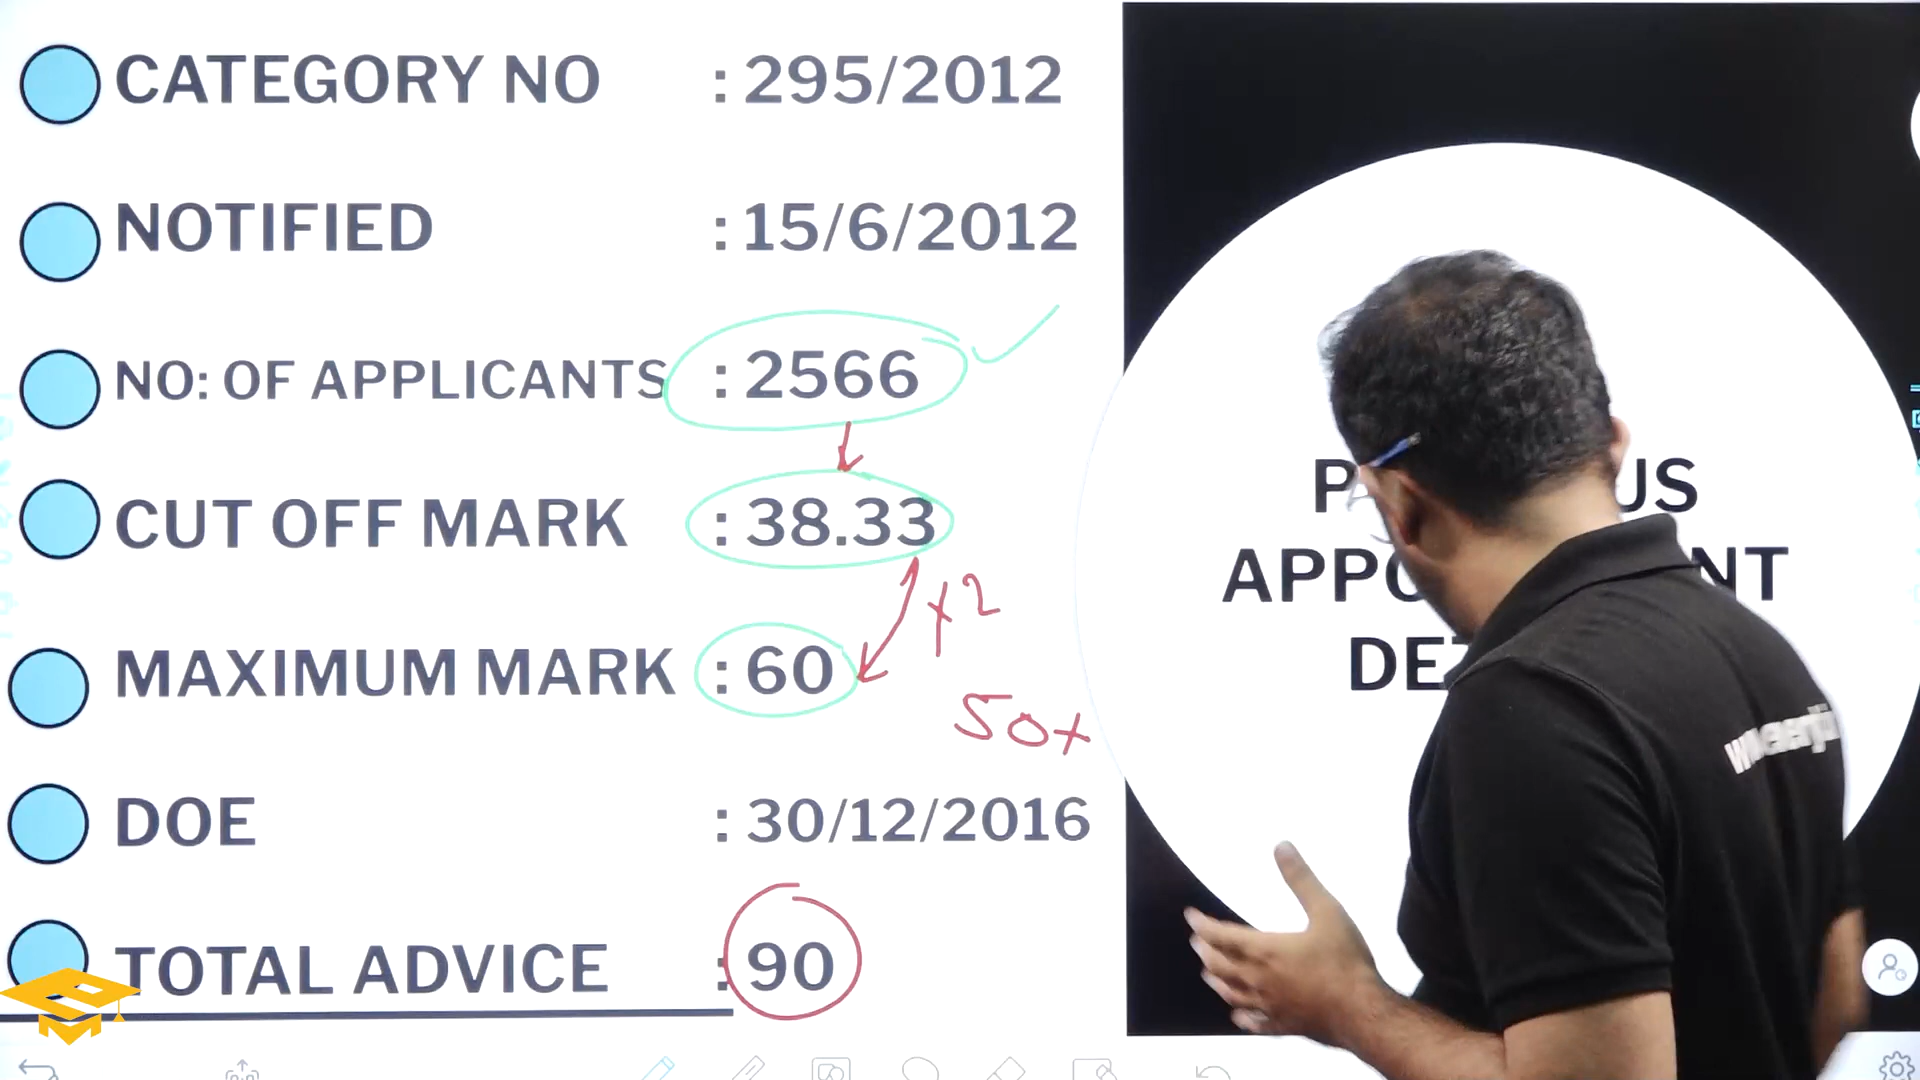 CATEGORY NO : 295/2012
NOTIFIED : 15/6/2012
NO: OF APPLICANTS : 2566
CUT OFF MARK : 38.33
x2
MAXIMUM MARK : 60
50+
DOE : 30/12/2016
TOTAL ADVICE : 90